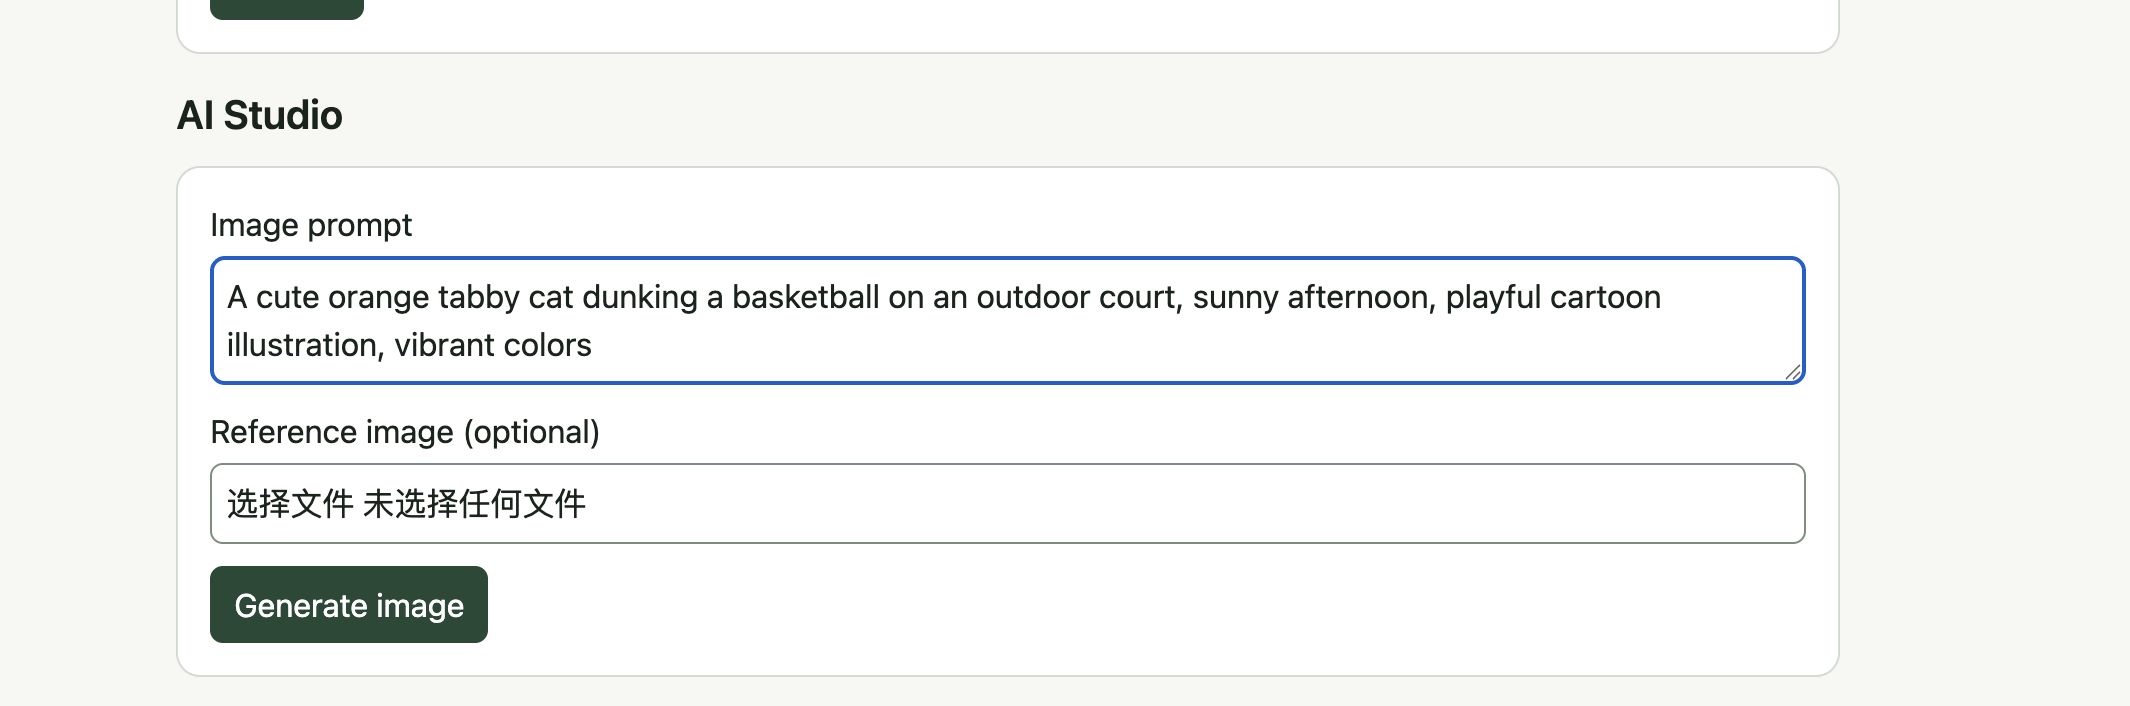 AI Studio
Image prompt
A cute orange tabby cat dunking a basketball on an outdoor court, sunny afternoon, playful cartoon
illustration, vibrant colors
Reference image (optional)
选择文件 未选择任何文件
Generate image